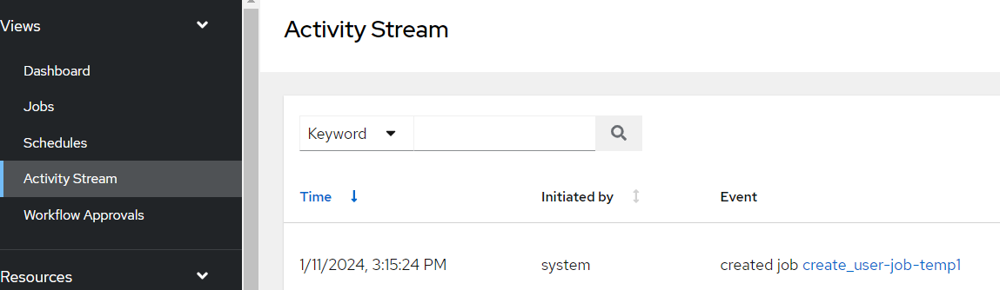 Views
Dashboard
Jobs
Schedules
Activity Stream
Workflow Approvals
Resources
Activity Stream
Keyword
Time Initiated by Event
1/11/2024, 3:15:24 PM system created job create_user-job-temp1